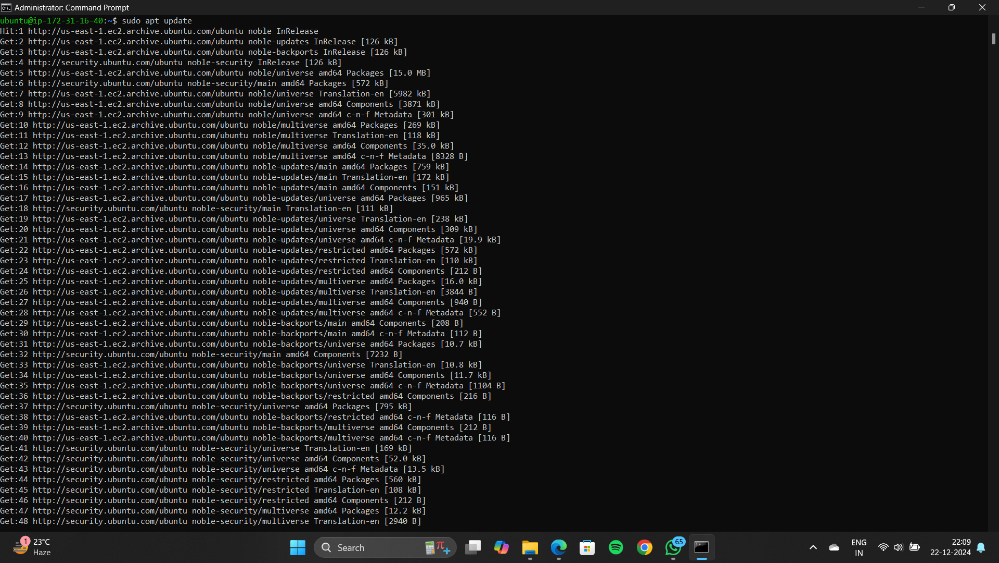 Administrator: Command Prompt
ubuntu@ip-172-31-16-40:~$ sudo apt update
Hit:1 http://us-east-1.ec2.archive.ubuntu.com/ubuntu noble InRelease
Get:2 http://us-east-1.ec2.archive.ubuntu.com/ubuntu noble-updates InRelease [126 kB]
Get:3 http://us-east-1.ec2.archive.ubuntu.com/ubuntu noble-backports InRelease [126 kB]
Get:4 http://security.ubuntu.com/ubuntu noble-security InRelease [126 kB]
Get:5 http://us-east-1.ec2.archive.ubuntu.com/ubuntu noble/universe amd64 Packages [15.0 MB]
Get:6 http://security.ubuntu.com/ubuntu noble-security/main amd64 Packages [572 kB]
Get:7 http://us-east-1.ec2.archive.ubuntu.com/ubuntu noble/universe Translation-en [5982 kB]
Get:8 http://us-east-1.ec2.archive.ubuntu.com/ubuntu noble/universe amd64 Components [3871 kB]
Get:9 http://us-east-1.ec2.archive.ubuntu.com/ubuntu noble/universe amd64 c-n-f Metadata [301 kB]
Get:10 http://us-east-1.ec2.archive.ubuntu.com/ubuntu noble/multiverse amd64 Packages [269 kB]
Get:11 http://us-east-1.ec2.archive.ubuntu.com/ubuntu noble/multiverse Translation-en [118 kB]
Get:12 http://us-east-1.ec2.archive.ubuntu.com/ubuntu noble/multiverse amd64 Components [35.0 kB]
Get:13 http://us-east-1.ec2.archive.ubuntu.com/ubuntu noble/multiverse amd64 c-n-f Metadata [8328 B]
Get:14 http://us-east-1.ec2.archive.ubuntu.com/ubuntu noble-updates/main amd64 Packages [759 kB]
Get:15 http://us-east-1.ec2.archive.ubuntu.com/ubuntu noble-updates/main Translation-en [172 kB]
Get:16 http://us-east-1.ec2.archive.ubuntu.com/ubuntu noble-updates/main amd64 Components [151 kB]
Get:17 http://us-east-1.ec2.archive.ubuntu.com/ubuntu noble-updates/universe amd64 Packages [965 kB]
Get:18 http://security.ubuntu.com/ubuntu noble-security/main Translation-en [111 kB]
Get:19 http://us-east-1.ec2.archive.ubuntu.com/ubuntu noble-updates/universe Translation-en [238 kB]
Get:20 http://us-east-1.ec2.archive.ubuntu.com/ubuntu noble-updates/universe amd64 Components [309 kB]
Get:21 http://us-east-1.ec2.archive.ubuntu.com/ubuntu noble-updates/universe amd64 c-n-f Metadata [19.9 kB]
Get:22 http://us-east-1.ec2.archive.ubuntu.com/ubuntu noble-updates/restricted amd64 Packages [572 kB]
Get:23 http://us-east-1.ec2.archive.ubuntu.com/ubuntu noble-updates/restricted Translation-en [110 kB]
Get:24 http://us-east-1.ec2.archive.ubuntu.com/ubuntu noble-updates/restricted amd64 Components [212 B]
Get:25 http://us-east-1.ec2.archive.ubuntu.com/ubuntu noble-updates/multiverse amd64 Packages [16.0 kB]
Get:26 http://us-east-1.ec2.archive.ubuntu.com/ubuntu noble-updates/multiverse Translation-en [3844 B]
Get:27 http://us-east-1.ec2.archive.ubuntu.com/ubuntu noble-updates/multiverse amd64 Components [940 B]
Get:28 http://us-east-1.ec2.archive.ubuntu.com/ubuntu noble-updates/multiverse amd64 c-n-f Metadata [552 B]
Get:29 http://us-east-1.ec2.archive.ubuntu.com/ubuntu noble-backports/main amd64 Components [208 B]
Get:30 http://us-east-1.ec2.archive.ubuntu.com/ubuntu noble-backports/main amd64 c-n-f Metadata [112 B]
Get:31 http://us-east-1.ec2.archive.ubuntu.com/ubuntu noble-backports/universe amd64 Packages [10.7 kB]
Get:32 http://security.ubuntu.com/ubuntu noble-security/main amd64 Components [7232 B]
Get:33 http://us-east-1.ec2.archive.ubuntu.com/ubuntu noble-backports/universe Translation-en [10.8 kB]
Get:34 http://us-east-1.ec2.archive.ubuntu.com/ubuntu noble-backports/universe amd64 Components [11.7 kB]
Get:35 http://us-east-1.ec2.archive.ubuntu.com/ubuntu noble-backports/universe amd64 c-n-f Metadata [1104 B]
Get:36 http://us-east-1.ec2.archive.ubuntu.com/ubuntu noble-backports/restricted amd64 Components [216 B]
Get:37 http://security.ubuntu.com/ubuntu noble-security/universe amd64 Packages [795 kB]
Get:38 http://us-east-1.ec2.archive.ubuntu.com/ubuntu noble-backports/restricted amd64 c-n-f Metadata [116 B]
Get:39 http://us-east-1.ec2.archive.ubuntu.com/ubuntu noble-backports/multiverse amd64 Components [212 B]
Get:40 http://us-east-1.ec2.archive.ubuntu.com/ubuntu noble-backports/multiverse amd64 c-n-f Metadata [116 B]
Get:41 http://security.ubuntu.com/ubuntu noble-security/universe Translation-en [169 kB]
Get:42 http://security.ubuntu.com/ubuntu noble-security/universe amd64 Components [52.0 kB]
Get:43 http://security.ubuntu.com/ubuntu noble-security/universe amd64 c-n-f Metadata [13.5 kB]
Get:44 http://security.ubuntu.com/ubuntu noble-security/restricted amd64 Packages [560 kB]
Get:45 http://security.ubuntu.com/ubuntu noble-security/restricted Translation-en [108 kB]
Get:46 http://security.ubuntu.com/ubuntu noble-security/restricted amd64 Components [212 B]
Get:47 http://security.ubuntu.com/ubuntu noble-security/multiverse amd64 Packages [12.2 kB]
Get:48 http://security.ubuntu.com/ubuntu noble-security/multiverse Translation-en [2940 B]
1
23°C
Haze
Search
65
ENG
IN
22:09
22-12-2024